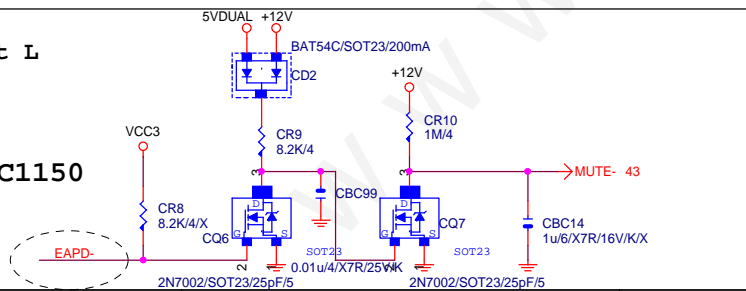 5VDUAL +12V
t L
BAT54C/SOT23/200mA
CD2
+12V
VCC3
CR9
8.2K/4
CR10
1M/4
C1150
3
3
MUTE- 43
CBC99
CR8
8.2K/4/X
D
D
CBC14
1u/6/X7R/16V/K/X
G S
G S
CQ6
CQ7
EAPD-
SOT23
SOT23
2 1
1
0.01u/4/X7R/25V/K
2N7002/SOT23/25pF/5
2N7002/SOT23/25pF/5
W W W